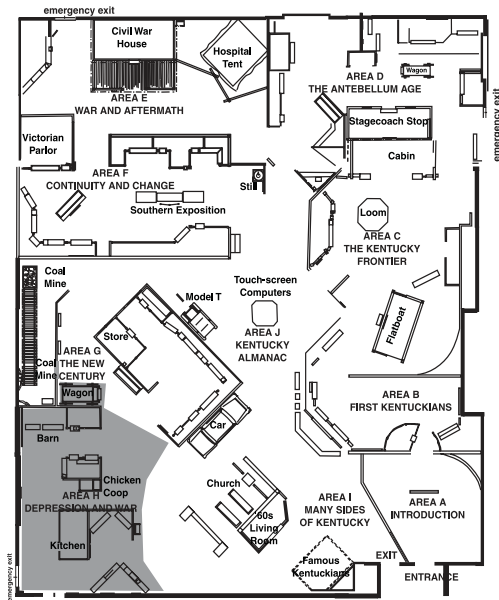 emergency exit
Civil War
House
Hospital
Tent
AREA E
WAR AND AFTERMATH
AREA D
THE ANTEBELLUM AGE
Wagon
emergency exit
Stagecoach Stop
Victorian
Parlor
Cabin
AREA F
CONTINUITY AND CHANGE
Still
Southern Exposition
Loom
AREA C
THE KENTUCKY
FRONTIER
Coal
Mine
Touch-screen
Computers
Model T
AREA J
KENTUCKY
ALMANAC
Flatboat
Store
Coal
Mine
AREA G
THE NEW
CENTURY
Wagon
AREA B
FIRST KENTUCKIANS
Car
Barn
Chicken
Coop
AREA H
DEPRESSION AND WAR
Church
'60s
Living
Room
AREA I
MANY SIDES
OF KENTUCKY
AREA A
INTRODUCTION
Kitchen
Famous
Kentuckians
EXIT
ENTRANCE
emergency exit